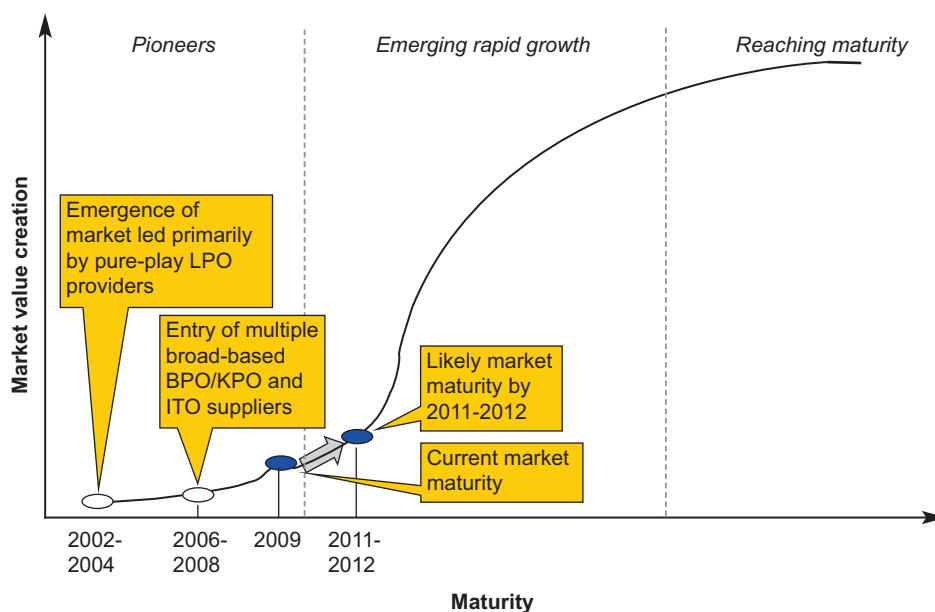 Pioneers
Emerging rapid growth
Reaching maturity
Market value creation
Emergence of
market led primarily
by pure-play LPO
providers
Entry of multiple
broad-based
BPO/KPO and
ITO suppliers
Likely market
maturity by
2011-2012
Current market
maturity
2002-
2004
2006-
2008
2009
2011-
2012
Maturity